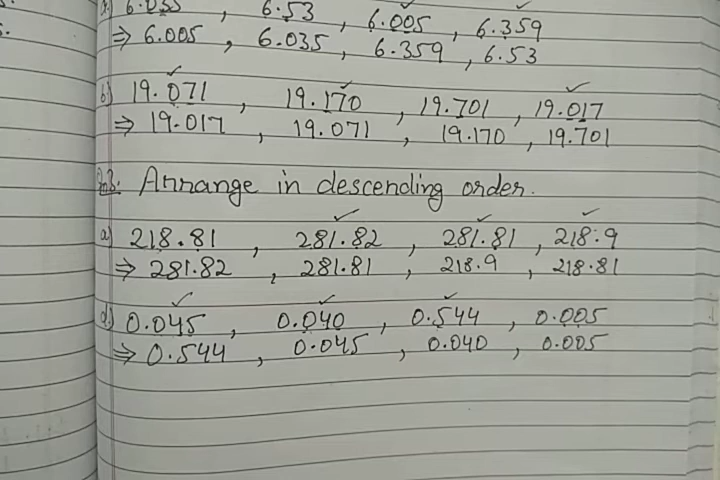 6.035 , 6.53 , 6.005 , 6.359
⇒ 6.005 , 6.035 , 6.359 , 6.53
b) 19.071 , 19.170 , 19.701 , 19.017
⇒ 19.017 , 19.071 , 19.170 , 19.701
Q.3. Arrange in descending order.
a) 218.81 , 281.82 , 281.81 , 218.9
⇒ 281.82 , 281.81 , 218.9 , 218.81
d) 0.045 , 0.040 , 0.544 , 0.005
⇒ 0.544 , 0.045 , 0.040 , 0.005